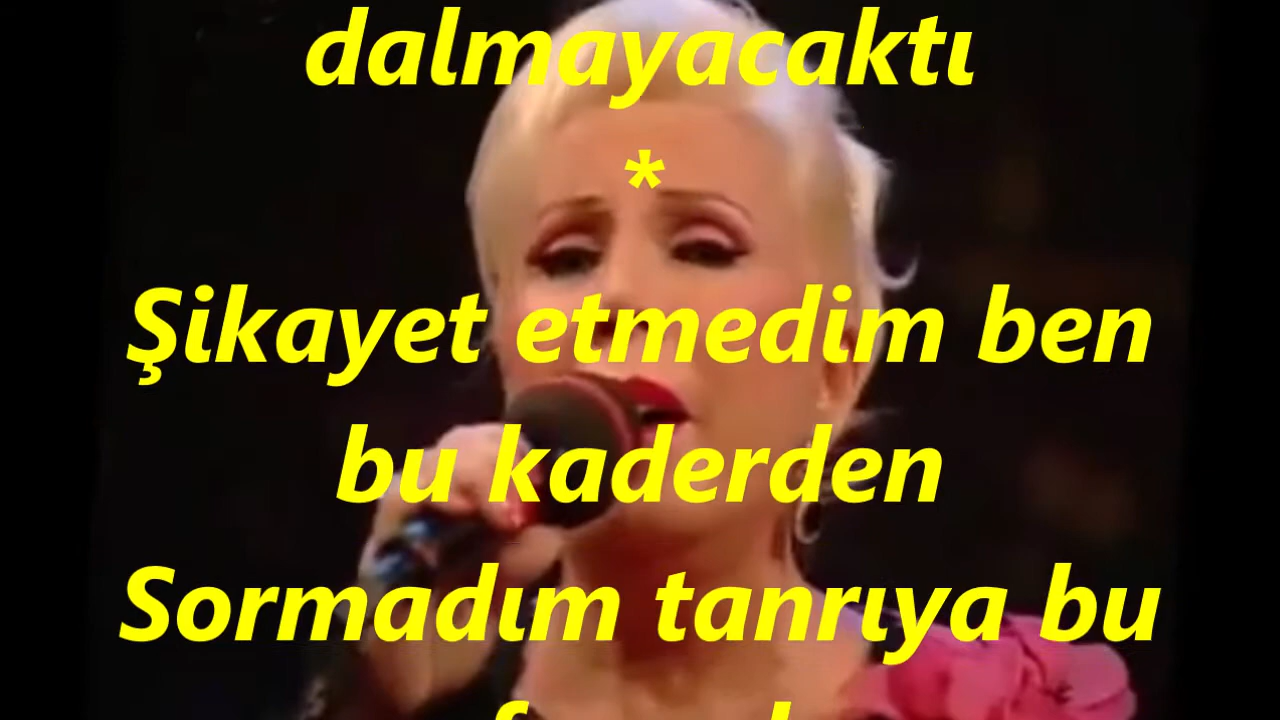 dalmayacaktı
*
Şikayet etmedim ben
bu kaderden
Sormadım tanrıya bu